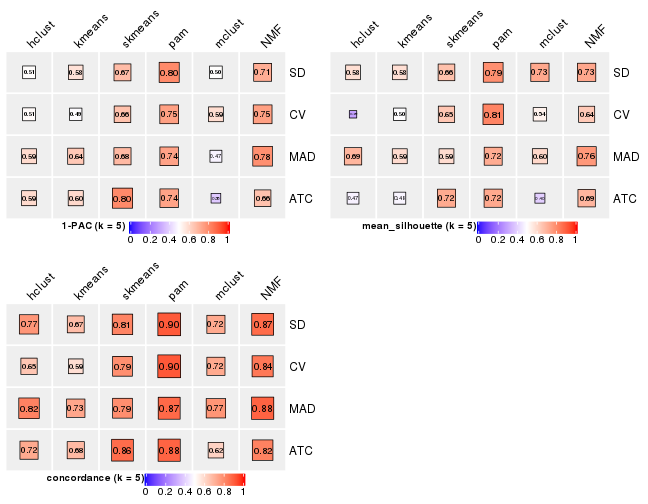 hclust kmeans skmeans pam mclust NMF
0.51 0.58 0.67 0.80 0.50 0.71 SD
0.51 0.49 0.66 0.75 0.59 0.75 CV
0.59 0.64 0.68 0.74 0.47 0.78 MAD
0.59 0.60 0.80 0.74 0.66 ATC
1-PAC (k = 5)
0 0.2 0.4 0.6 0.8 1
hclust kmeans skmeans pam mclust NMF
0.58 0.58 0.66 0.79 0.73 0.73 SD
0.50 0.65 0.81 0.54 0.64 CV
0.69 0.59 0.59 0.72 0.60 0.76 MAD
0.47 0.72 0.72 0.69 ATC
mean_silhouette (k = 5)
0 0.2 0.4 0.6 0.8 1
hclust kmeans skmeans pam mclust NMF
0.77 0.67 0.81 0.90 0.72 0.87 SD
0.65 0.59 0.79 0.90 0.72 0.84 CV
0.82 0.73 0.79 0.87 0.77 0.88 MAD
0.72 0.68 0.86 0.88 0.62 0.82 ATC
concordance (k = 5)
0 0.2 0.4 0.6 0.8 1